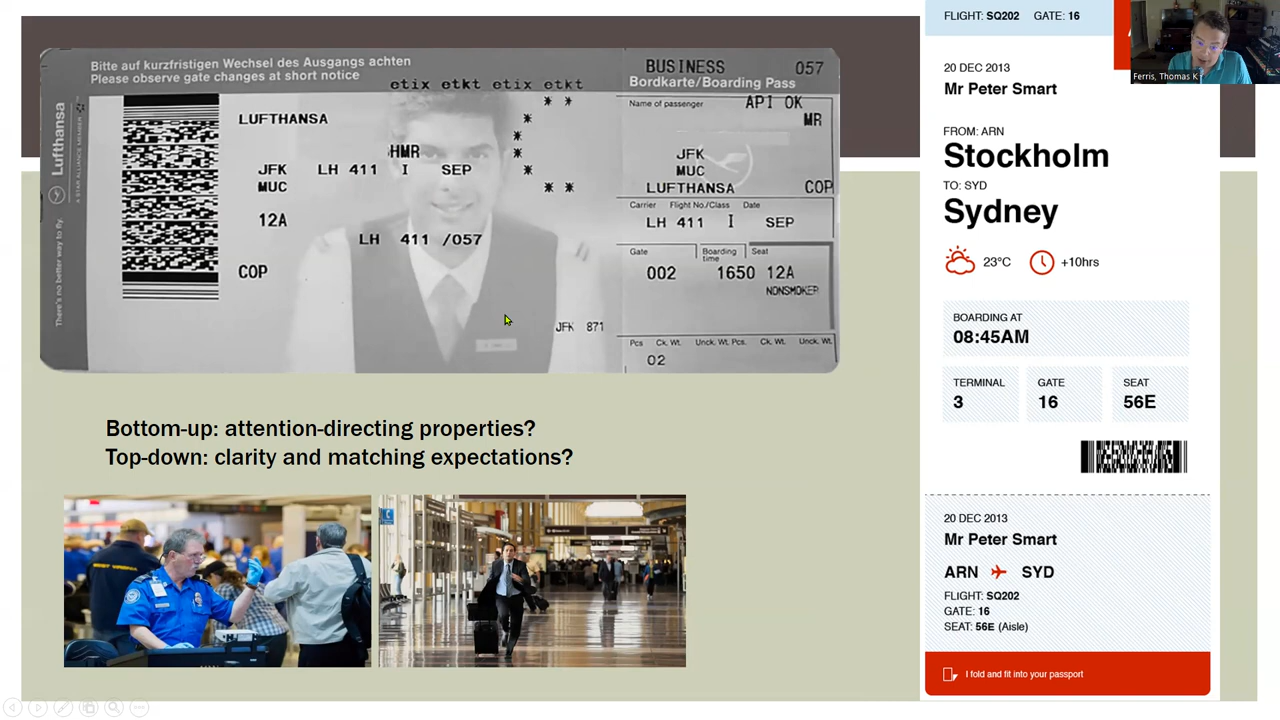 Bitte auf kurzfristigen Wechsel des Ausgangs achten
Please observe gate changes at short notice
Lufthansa
A STAR ALLIANCE MEMBER
There's no better way to fly.
etix etkt etix etkt
* *
*
*
*
*
* *
LUFTHANSA
HMR
JFK LH 411 I SEP
MUC
12A
LH 411 /057
COP
JFK 871
BUSINESS 057
Bordkarte/Boarding Pass
Name of passenger API OK
MR
JFK
MUC
LUFTHANSA COP
Carrier Flight No./Class Date
LH 411 I SEP
Gate Boarding time Seat
002 1650 12A
NONSMOKER
Pcs Ck. Wt. Unck. Wt. Pcs. Ck. Wt. Unck. Wt.
02
Bottom-up: attention-directing properties?
Top-down: clarity and matching expectations?
FLIGHT: SQ202 GATE: 16
20 DEC 2013
Mr Peter Smart
FROM: ARN
Stockholm
TO: SYD
Sydney
23°C +10hrs
BOARDING AT
08:45AM
TERMINAL GATE SEAT
3 16 56E
20 DEC 2013
Mr Peter Smart
ARN SYD
FLIGHT: SQ202
GATE: 16
SEAT: 56E (Aisle)
I fold and fit into your passport
Ferris, Thomas K